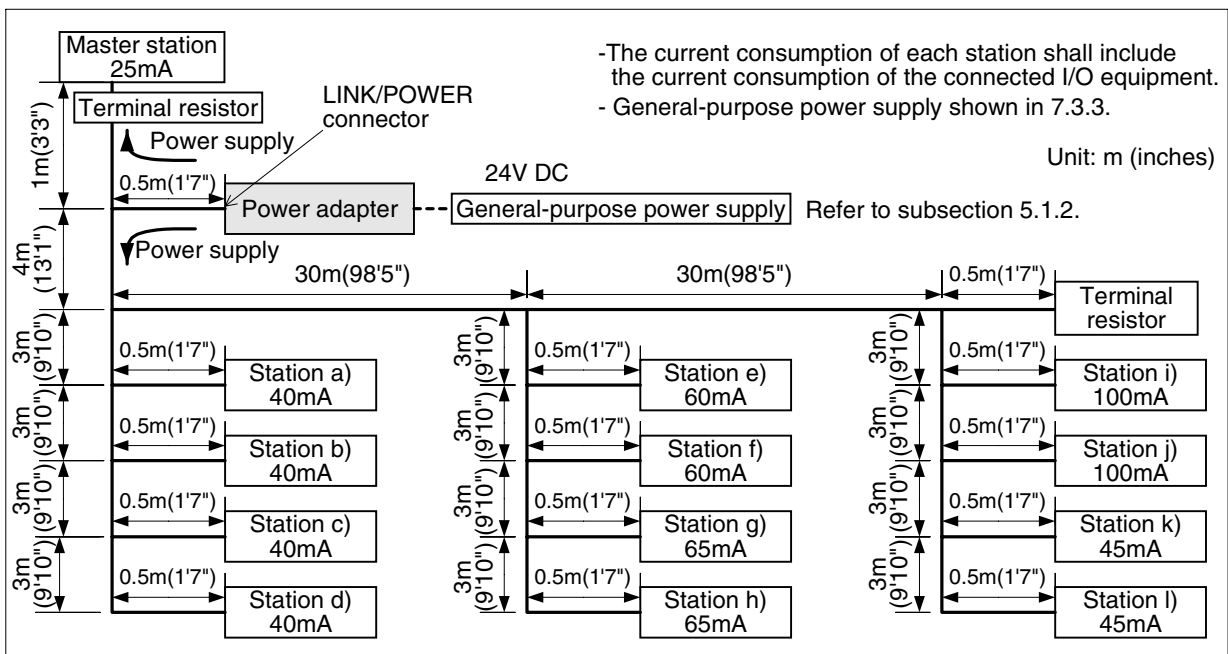 Master station
25mA
-The current consumption of each station shall include
the current consumption of the connected I/O equipment.
- General-purpose power supply shown in 7.3.3.
Unit: m (inches)
Terminal resistor
LINK/POWER
connector
1m(3'3")
Power supply
0.5m(1'7")
24V DC
Power adapter
General-purpose power supply
Refer to subsection 5.1.2.
4m
(13'1")
Power supply
30m(98'5")
30m(98'5")
0.5m(1'7")
Terminal
resistor
3m
(9'10")
0.5m(1'7")
Station a)
40mA
3m
(9'10")
0.5m(1'7")
Station e)
60mA
3m
(9'10")
0.5m(1'7")
Station i)
100mA
3m
(9'10")
0.5m(1'7")
Station b)
40mA
3m
(9'10")
0.5m(1'7")
Station f)
60mA
3m
(9'10")
0.5m(1'7")
Station j)
100mA
3m
(9'10")
0.5m(1'7")
Station c)
40mA
3m
(9'10")
0.5m(1'7")
Station g)
65mA
3m
(9'10")
0.5m(1'7")
Station k)
45mA
3m
(9'10")
0.5m(1'7")
Station d)
40mA
3m
(9'10")
0.5m(1'7")
Station h)
65mA
3m
(9'10")
0.5m(1'7")
Station l)
45mA